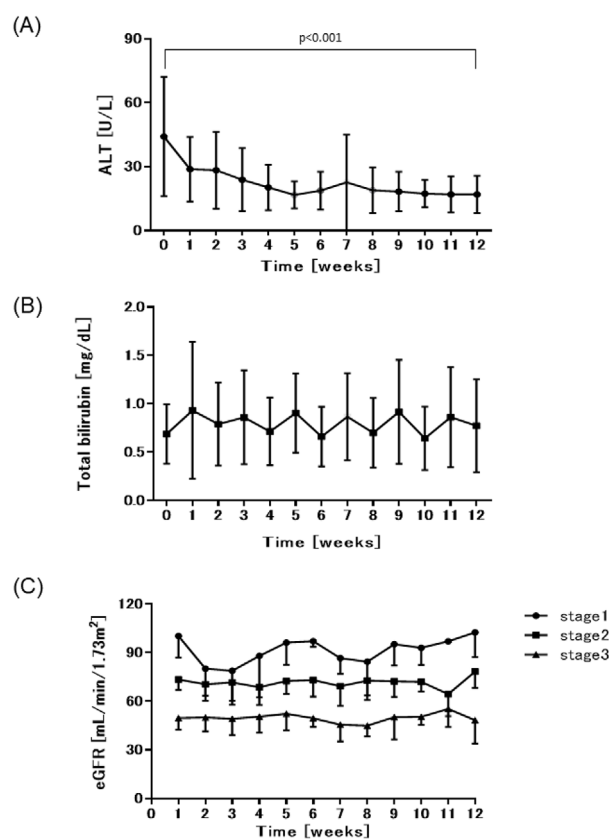 (A)
p<0.001
ALT [U/L]
90
60
30
0
0 1 2 3 4 5 6 7 8 9 10 11 12
Time [weeks]
(B)
Total bilirubin [mg/dL]
2.0
1.5
1.0
0.5
0.0
0 1 2 3 4 5 6 7 8 9 10 11 12
Time [weeks]
(C)
eGFR [mL/min/1.73m²]
120
90
60
30
0
0 1 2 3 4 5 6 7 8 9 10 11 12
Time [weeks]
stage1
stage2
stage3